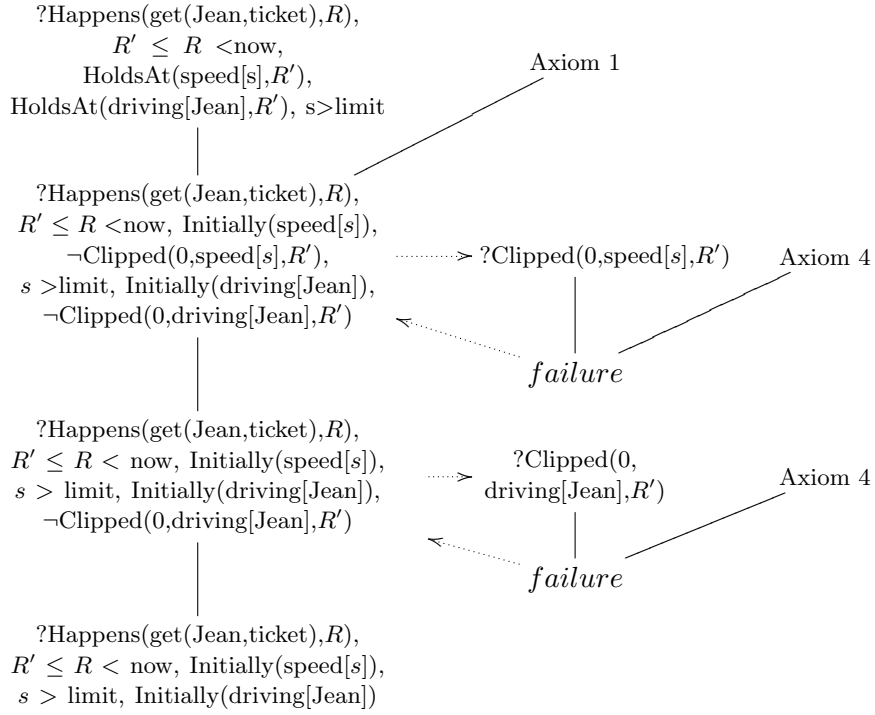 ?Happens(get(Jean,ticket),R),
R′ ≤ R <now,
HoldsAt(speed[s],R′),
HoldsAt(driving[Jean],R′), s>limit
Axiom 1
?Happens(get(Jean,ticket),R),
R′ ≤ R <now, Initially(speed[s]),
¬Clipped(0,speed[s],R′),
s >limit, Initially(driving[Jean]),
¬Clipped(0,driving[Jean],R′)
?Clipped(0,speed[s],R′)
Axiom 4
failure
?Happens(get(Jean,ticket),R),
R′ ≤ R < now, Initially(speed[s]),
s > limit, Initially(driving[Jean]),
¬Clipped(0,driving[Jean],R′)
?Clipped(0,
driving[Jean],R′)
Axiom 4
failure
?Happens(get(Jean,ticket),R),
R′ ≤ R < now, Initially(speed[s]),
s > limit, Initially(driving[Jean])